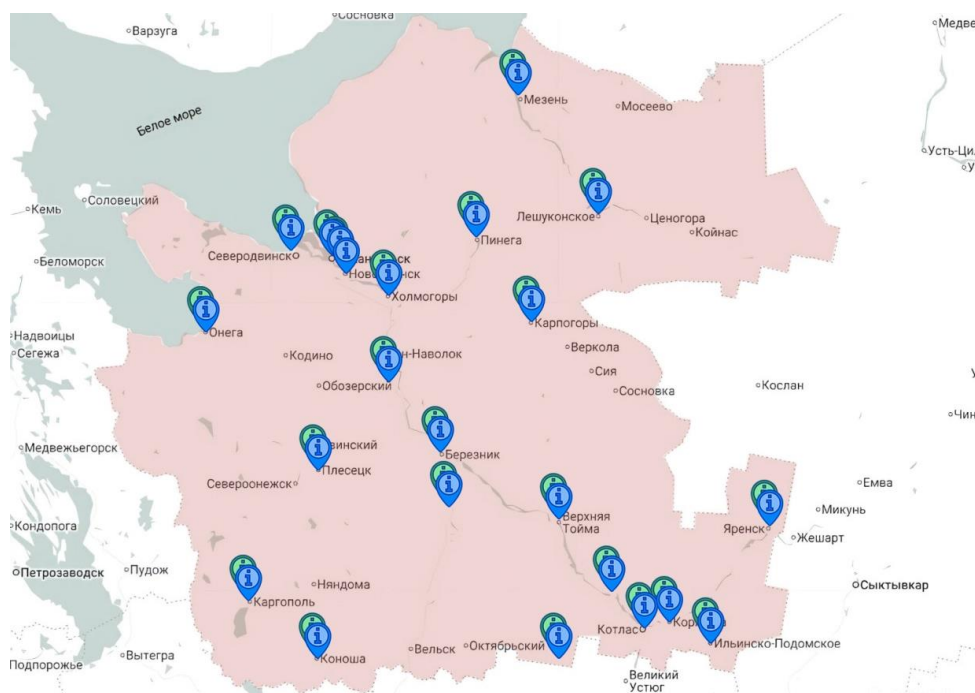 Сосновка
Варзуга
Медве
Мезень
Мосеево
Белое море
Усть-Цил
У
Соловецкий
Кемь
Лешуконское
Ценогора
Койнас
Пинега
Северодвинск
Беломорск
Холмогоры
Онега
Карпогоры
Надвоицы
Сегежа
Кодино
Веркола
Сия
Обозерский
Сосновка
Кослан
Чин
Медвежьегорск
Березник
Плесецк
Североонежск
Емва
Микунь
Верхняя
Тойма
Яренск
Жешарт
Кондопога
Петрозаводск
Пудож
Няндома
Сыктывкар
Каргополь
Котлас
Ильинско-Подомское
Вельск
Октябрьский
Коноша
Вытегра
Подпорожье
Великий
Устюг